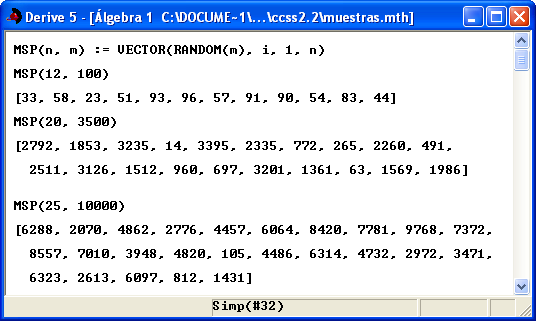 Derive 5 - [Álgebra 1 C:\DOCUME~1\...\ccss2.2\muestras.mth]
MSP(n, m) := VECTOR(RANDOM(m), i, 1, n)
MSP(12, 100)
[33, 58, 23, 51, 93, 96, 57, 91, 90, 54, 83, 44]
MSP(20, 3500)
[2792, 1853, 3235, 14, 3395, 2335, 772, 265, 2260, 491,
2511, 3126, 1512, 960, 697, 3201, 1361, 63, 1569, 1986]
MSP(25, 10000)
[6288, 2070, 4862, 2776, 4457, 6064, 8420, 7781, 9768, 7372,
8557, 7010, 3948, 4820, 105, 4486, 6314, 4732, 2972, 3471,
6323, 2613, 6097, 812, 1431]
Simp(#32)